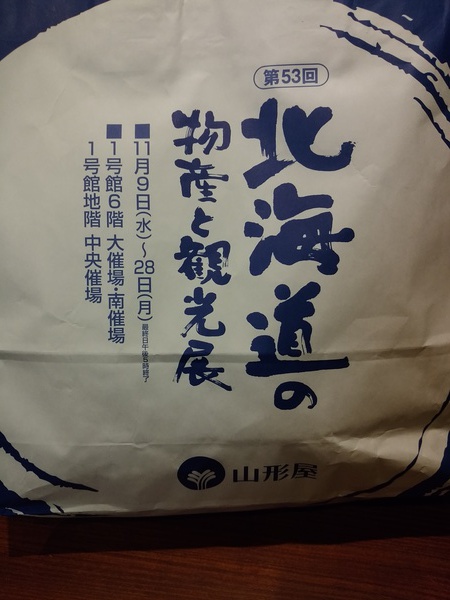 第53回
北海道の
物産と観光展
■11月9日(水)〜28日(月)最終日午後5時終了
■1号館6階 大催場・南催場
1号館地階 中央催場
山形屋